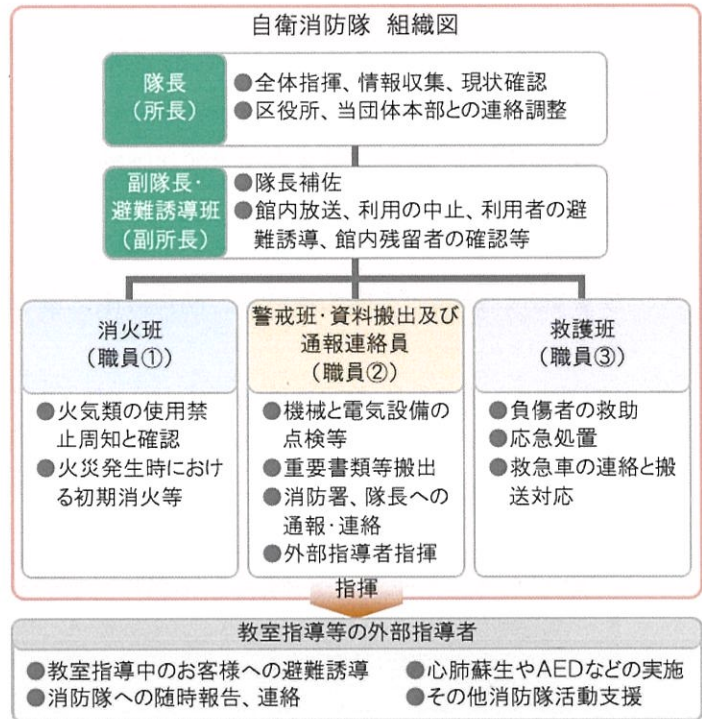 自衛消防隊 組織図
隊長
(所長)
●全体指揮、情報収集、現状確認
●区役所、当団体本部との連絡調整
副隊長・
避難誘導班
(副所長)
●隊長補佐
●館内放送、利用の中止、利用者の避
難誘導、館内残留者の確認等
消火班
(職員①)
●火気類の使用禁
止周知と確認
●火災発生時におけ
る初期消火等
警戒班・資料搬出及び
通報連絡員
(職員②)
●機械と電気設備の
点検等
●重要書類等搬出
●消防署、隊長への
通報・連絡
●外部指導者指揮
救護班
(職員③)
●負傷者の救助
●応急処置
●救急車の連絡と搬
送対応
指揮
教室指導等の外部指導者
●教室指導中のお客様への避難誘導
●消防隊への随時報告、連絡
●心肺蘇生やAEDなどの実施
●その他消防隊活動支援